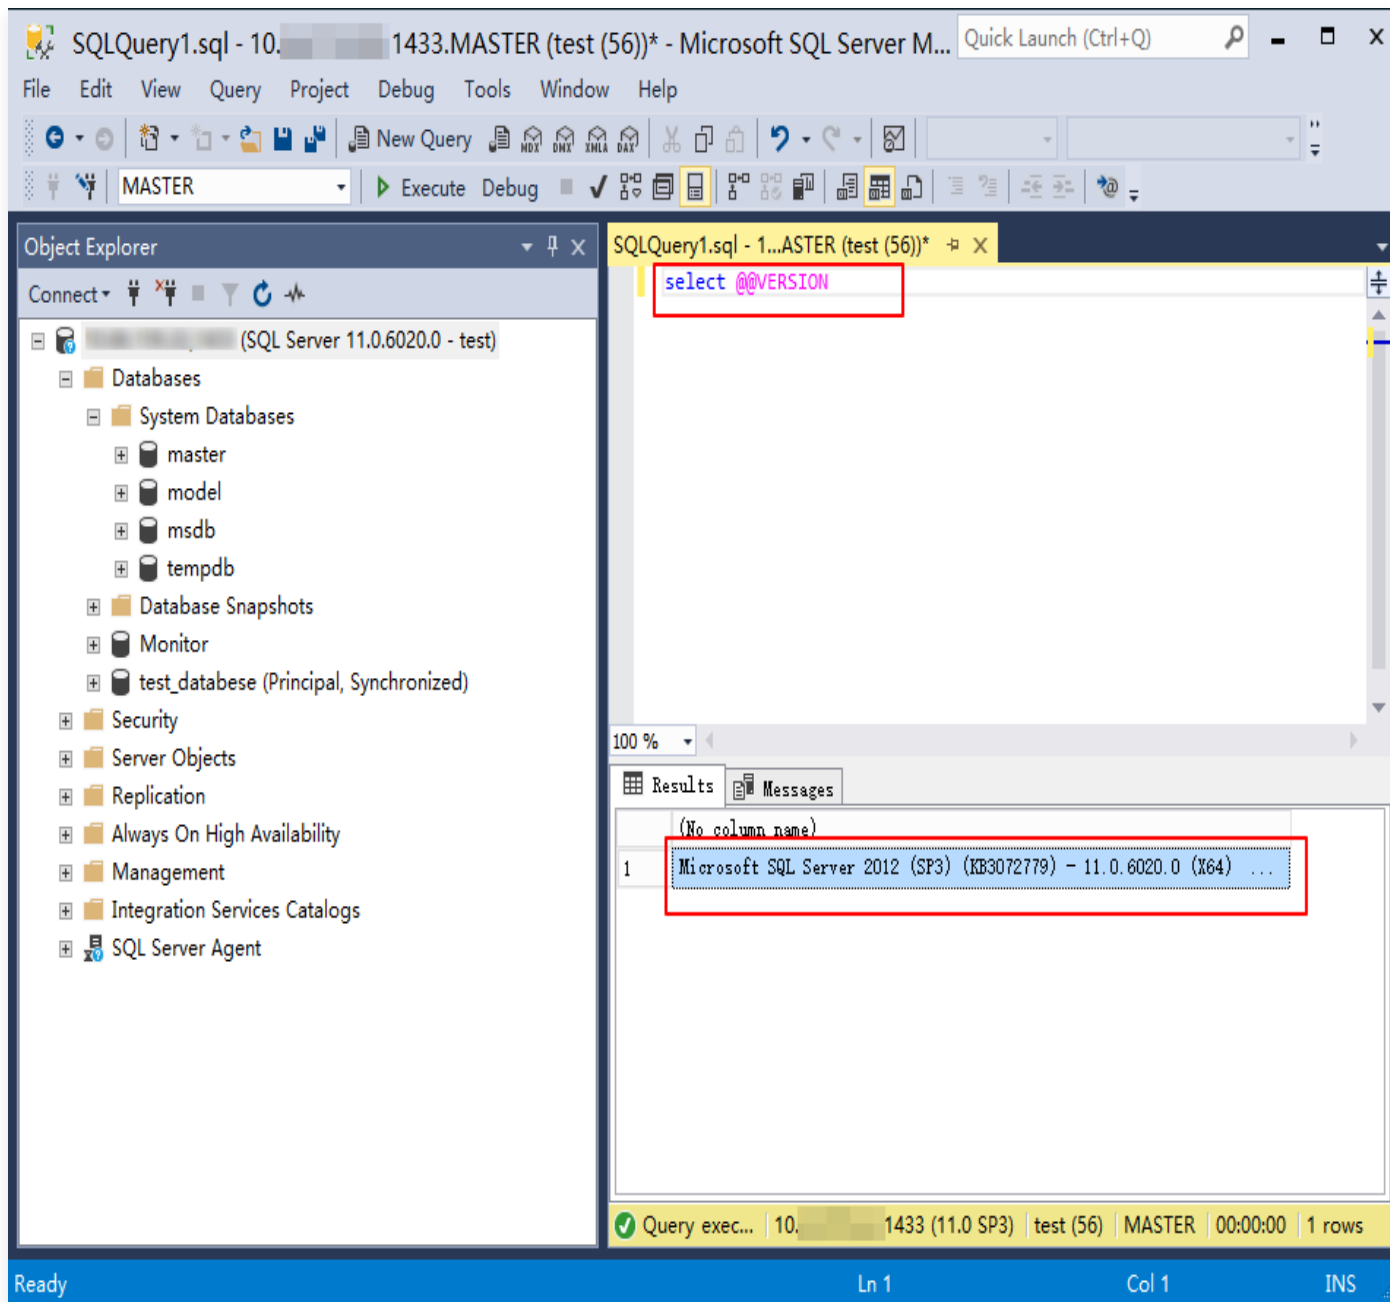 SQLQuery1.sql - 10. 1433.MASTER (test (56))* - Microsoft SQL Server M...
Quick Launch (Ctrl+Q)
File Edit View Query Project Debug Tools Window Help
New Query MDX DMX XMLA DAX
MASTER Execute Debug
Object Explorer
Connect
(SQL Server 11.0.6020.0 - test)
Databases
System Databases
master
model
msdb
tempdb
Database Snapshots
Monitor
test_databese (Principal, Synchronized)
Security
Server Objects
Replication
Always On High Availability
Management
Integration Services Catalogs
SQL Server Agent
SQLQuery1.sql - 1...ASTER (test (56))*
select @@VERSION
100 %
Results Messages
(No column name)
1 Microsoft SQL Server 2012 (SP3) (KB3072779) - 11.0.6020.0 (X64) ...
Query exec... 10. 1433 (11.0 SP3) test (56) MASTER 00:00:00 1 rows
Ready Ln 1 Col 1 INS